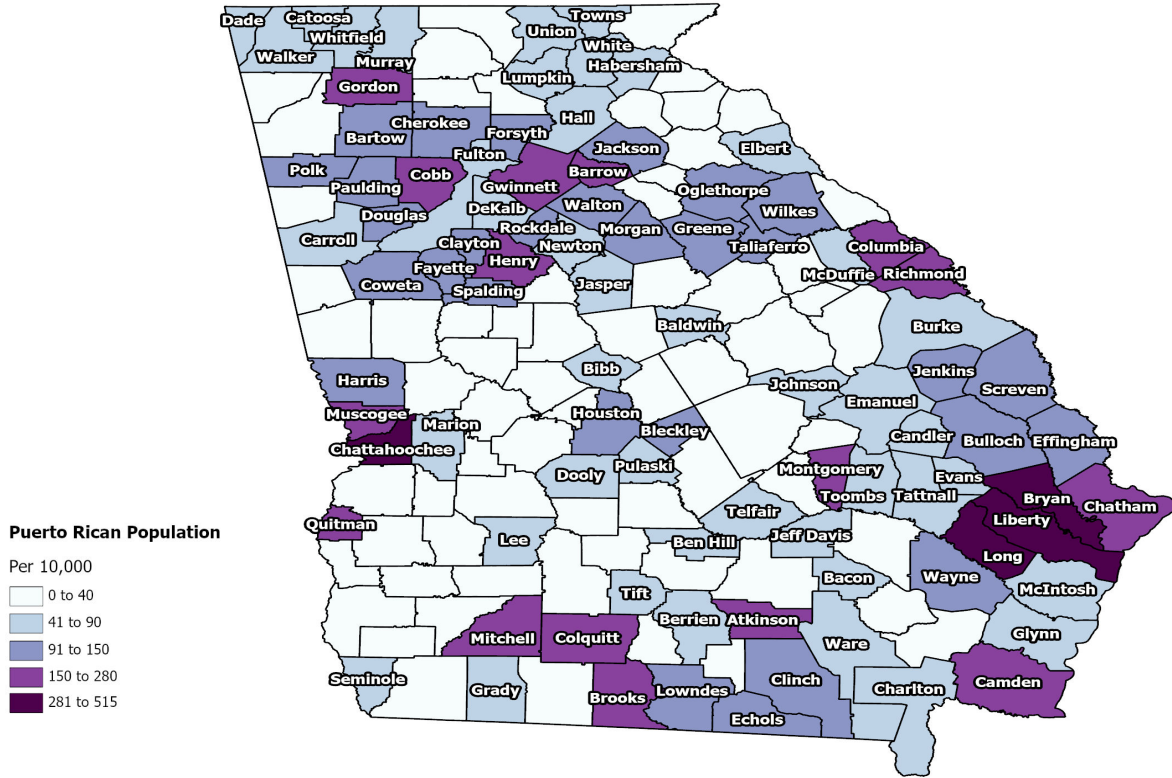 Dade
Catoosa
Whitfield
Walker
Murray
Towns
Union
White
Habersham
Lumpkin
Gordon
Hall
Cherokee
Bartow
Forsyth
Fulton
Jackson
Elbert
Polk
Cobb
Barrow
Gwinnett
Paulding
Oglethorpe
Wilkes
DeKalb
Walton
Douglas
Rockdale
Morgan
Greene
Carroll
Clayton
Newton
Taliaferro
Columbia
Henry
Fayette
McDuffie
Richmond
Coweta
Spalding
Jasper
Baldwin
Burke
Bibb
Harris
Johnson
Jenkins
Screven
Emanuel
Muscogee
Marion
Houston
Bleckley
Candler
Bulloch
Effingham
Chattahoochee
Dooly
Pulaski
Montgomery
Toombs
Tattnall
Evans
Bryan
Chatham
Quitman
Telfair
Liberty
Lee
Ben Hill
Jeff Davis
Long
Bacon
Wayne
McIntosh
Tift
Berrien
Atkinson
Mitchell
Colquitt
Ware
Glynn
Seminole
Grady
Brooks
Lowndes
Clinch
Charlton
Camden
Echols
Puerto Rican Population
Per 10,000
0 to 40
41 to 90
91 to 150
150 to 280
281 to 515